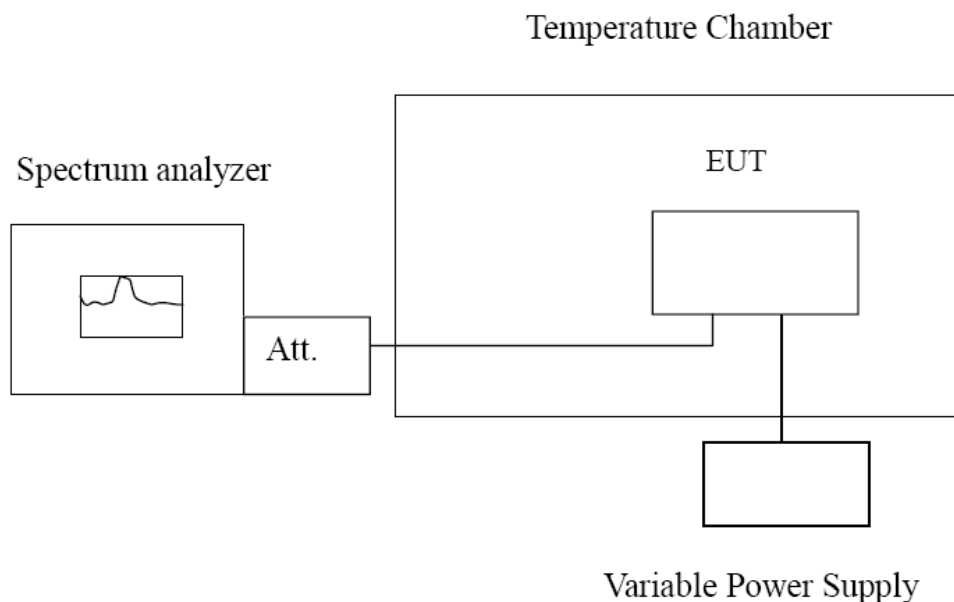 Temperature Chamber
Spectrum analyzer
EUT
Att.
Variable Power Supply